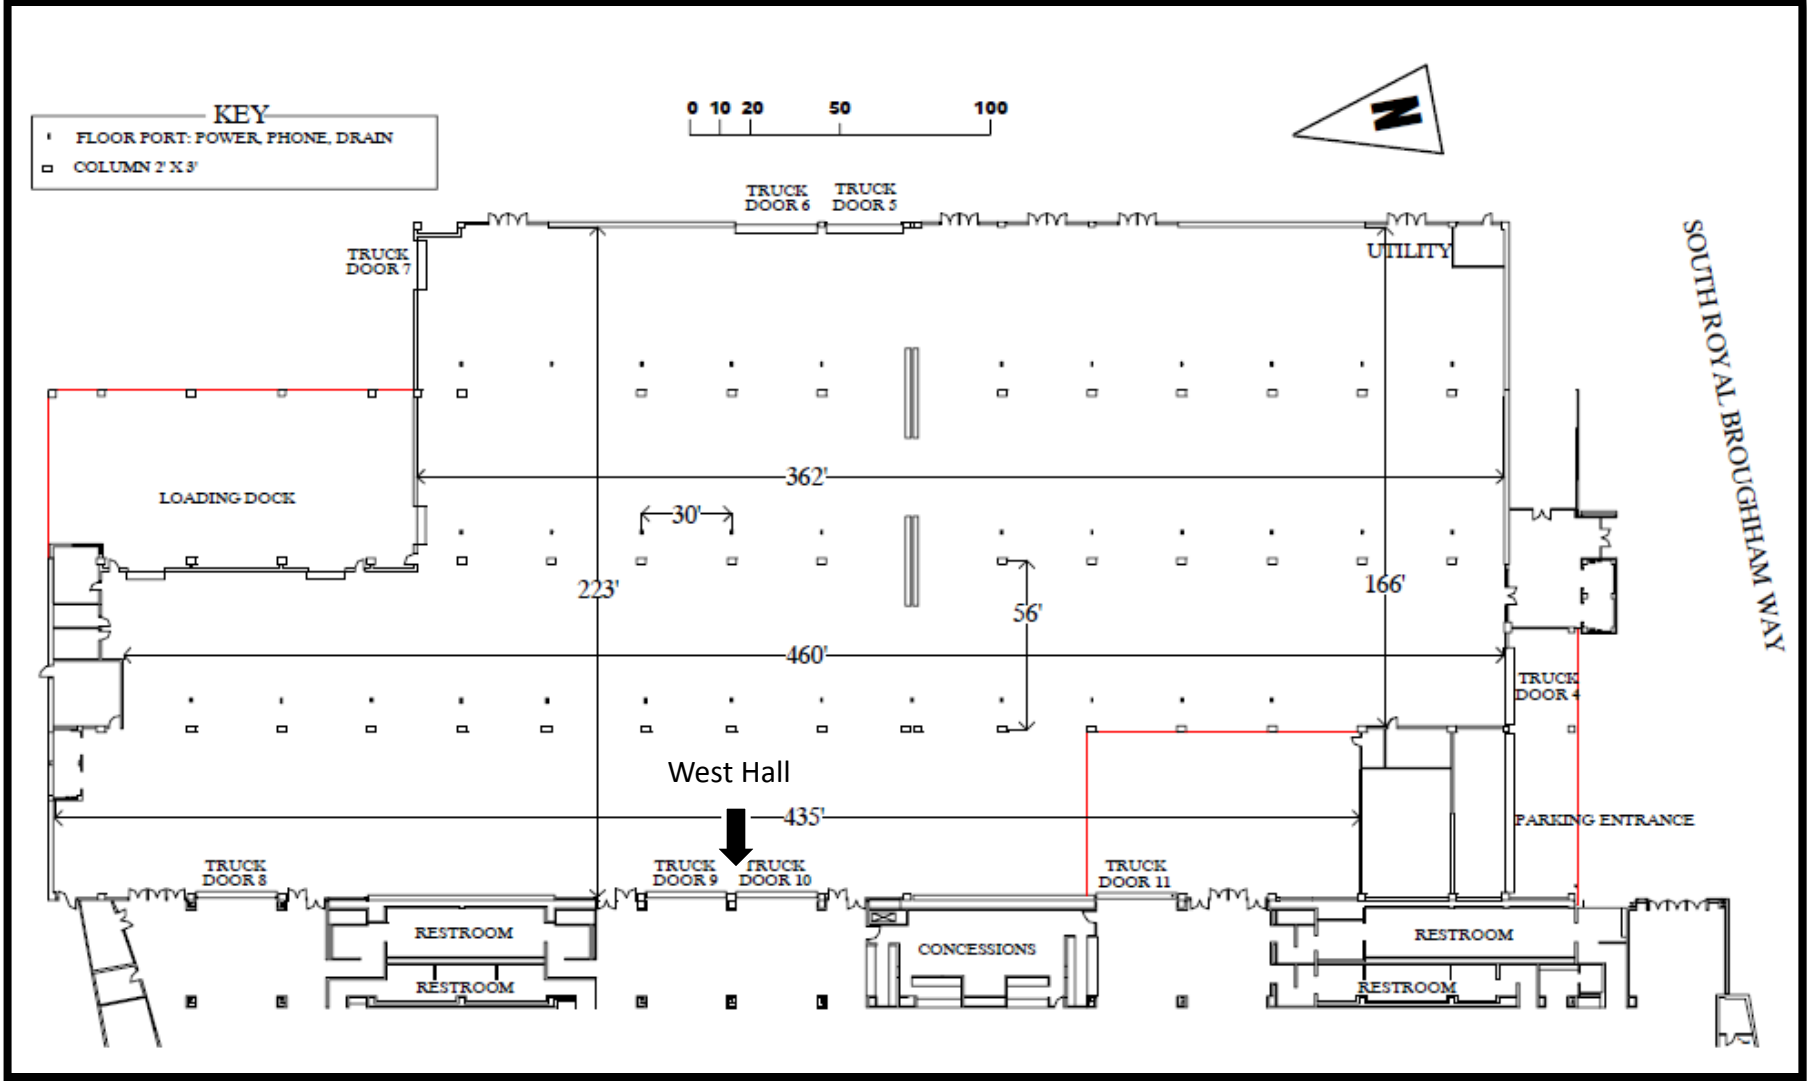 KEY
FLOOR PORT: POWER, PHONE, DRAIN
COLUMN 2' X 3'
0 10 20 50 100
N
TRUCK
DOOR 6
TRUCK
DOOR 5
TRUCK
DOOR 7
UTILITY
SOUTH ROYAL BROUGHHAM WAY
362'
LOADING DOCK
30'
223'
166'
56'
460'
TRUCK
DOOR 4
West Hall
435'
PARKING ENTRANCE
TRUCK
DOOR 8
TRUCK
DOOR 9
TRUCK
DOOR 10
TRUCK
DOOR 11
RESTROOM
CONCESSIONS
RESTROOM
RESTROOM
RESTROOM